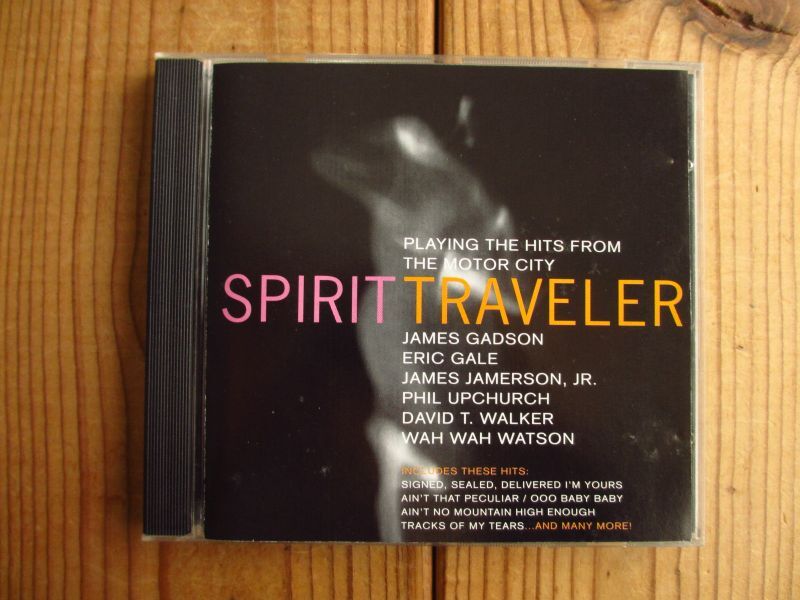 PLAYING THE HITS FROM
THE MOTOR CITY
SPIRIT TRAVELER
JAMES GADSON
ERIC GALE
JAMES JAMERSON, JR.
PHIL UPCHURCH
DAVID T. WALKER
WAH WAH WATSON
INCLUDES THESE HITS:
SIGNED, SEALED, DELIVERED I'M YOURS
AIN'T THAT PECULIAR / OOO BABY BABY
AIN'T NO MOUNTAIN HIGH ENOUGH
TRACKS OF MY TEARS...AND MANY MORE!